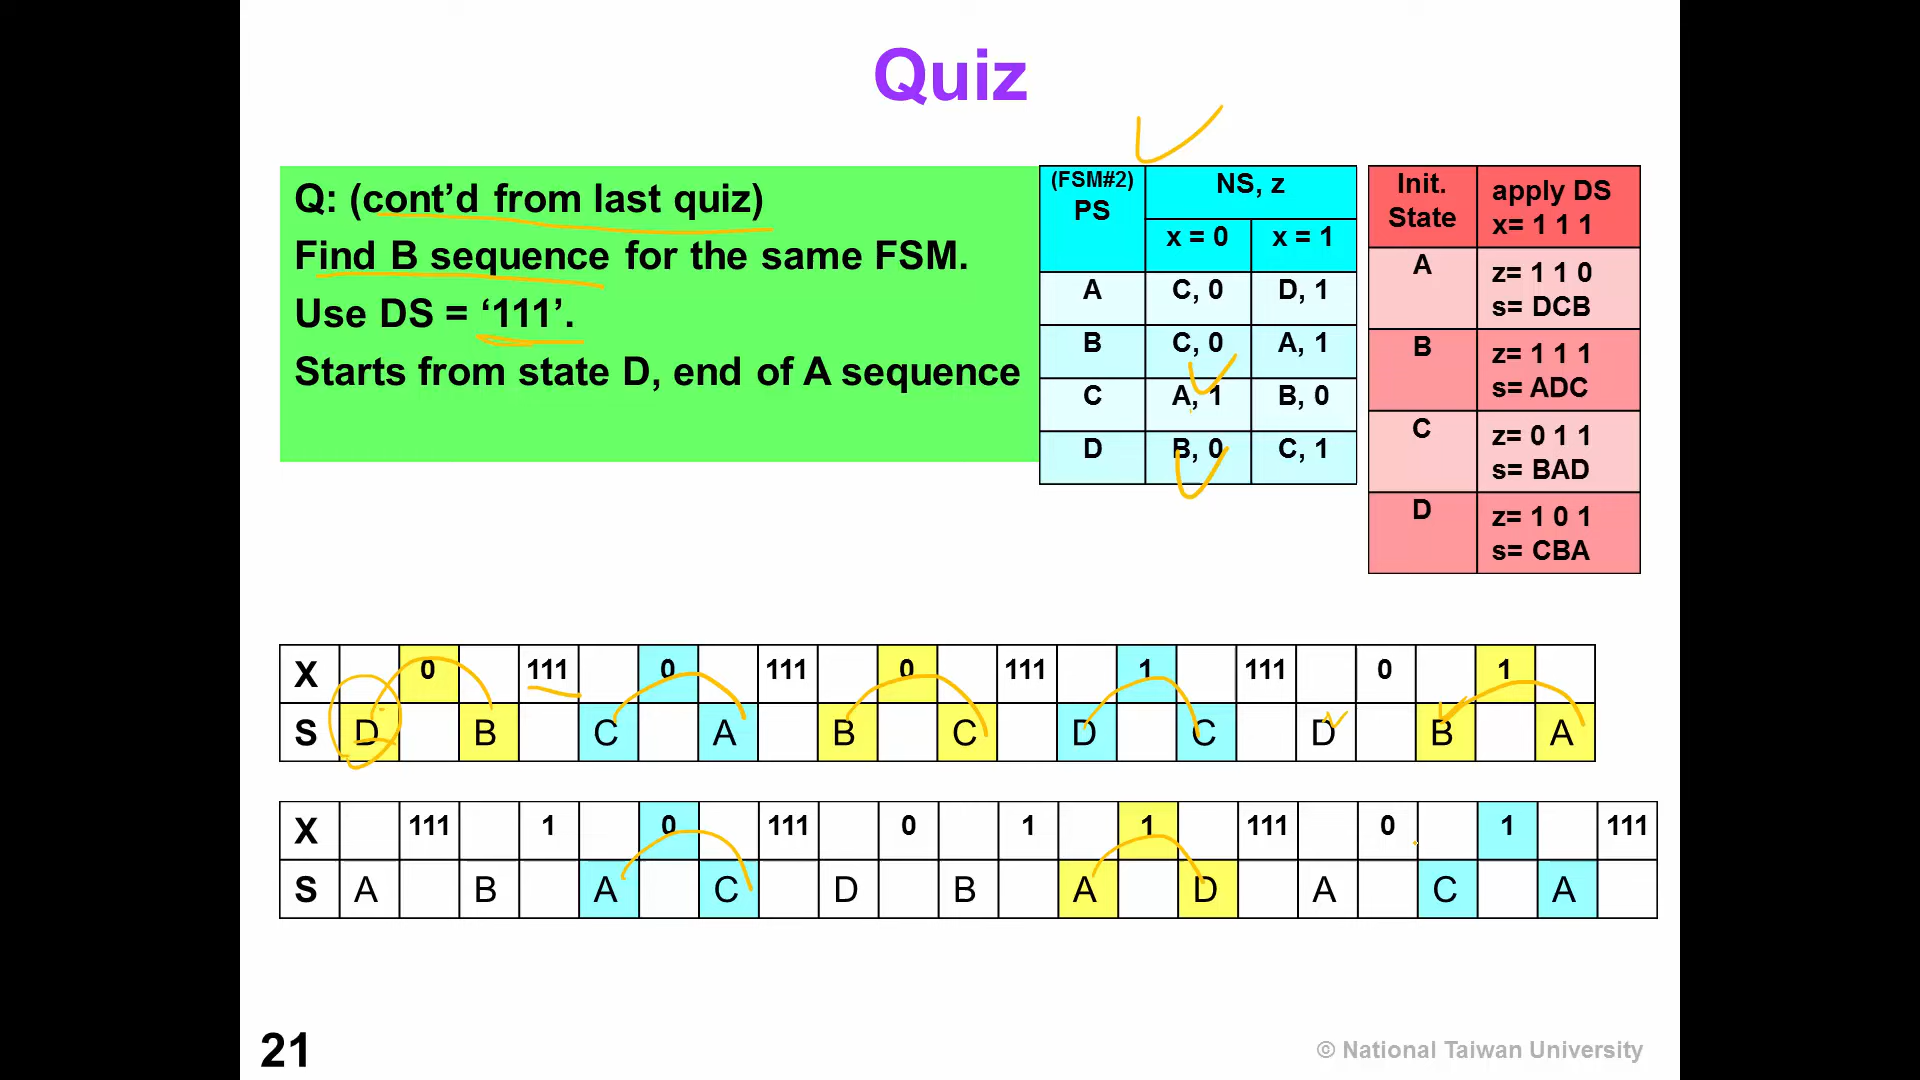 Quiz
Q: (cont’d from last quiz)
Find B sequence for the same FSM.
Use DS = ‘111’.
Starts from state D, end of A sequence
(FSM#2) PS NS, z
x = 0 x = 1
A C, 0 D, 1
B C, 0 A, 1
C A, 1 B, 0
D B, 0 C, 1
Init. State apply DS x= 1 1 1
A z= 1 1 0
s= DCB
B z= 1 1 1
s= ADC
C z= 0 1 1
s= BAD
D z= 1 0 1
s= CBA
X 0 111 0 111 0 111 1 111 0 1
S D B C A B C D C D B A
X 111 1 0 111 0 1 1 111 0 1 111
S A B A C D B A D A C A
21
© National Taiwan University